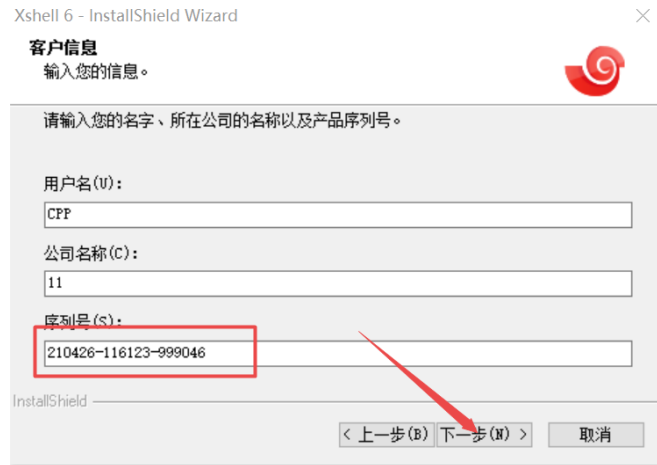 Xshell 6 - InstallShield Wizard
客户信息
输入您的信息。
请输入您的名字、所在公司的名称以及产品序列号。
用户名(U):
CPP
公司名称(C):
11
序列号(S):
210426-116123-999046
InstallShield
< 上一步(B) 下一步(N) > 取消